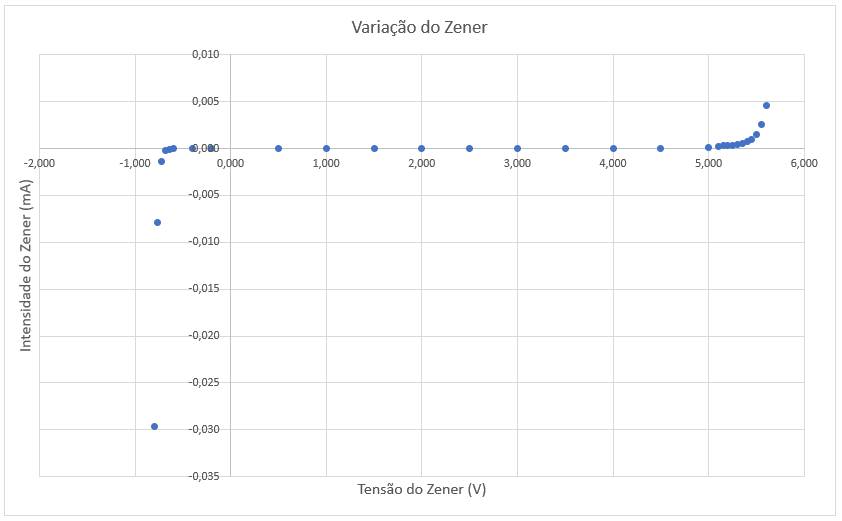 Variação do Zener
0,010
0,005
0,000
-2,000 -1,000 0,000 1,000 2,000 3,000 4,000 5,000 6,000
-0,005
-0,010
-0,015
-0,020
-0,025
-0,030
-0,035
Intensidade do Zener (mA)
Tensão do Zener (V)